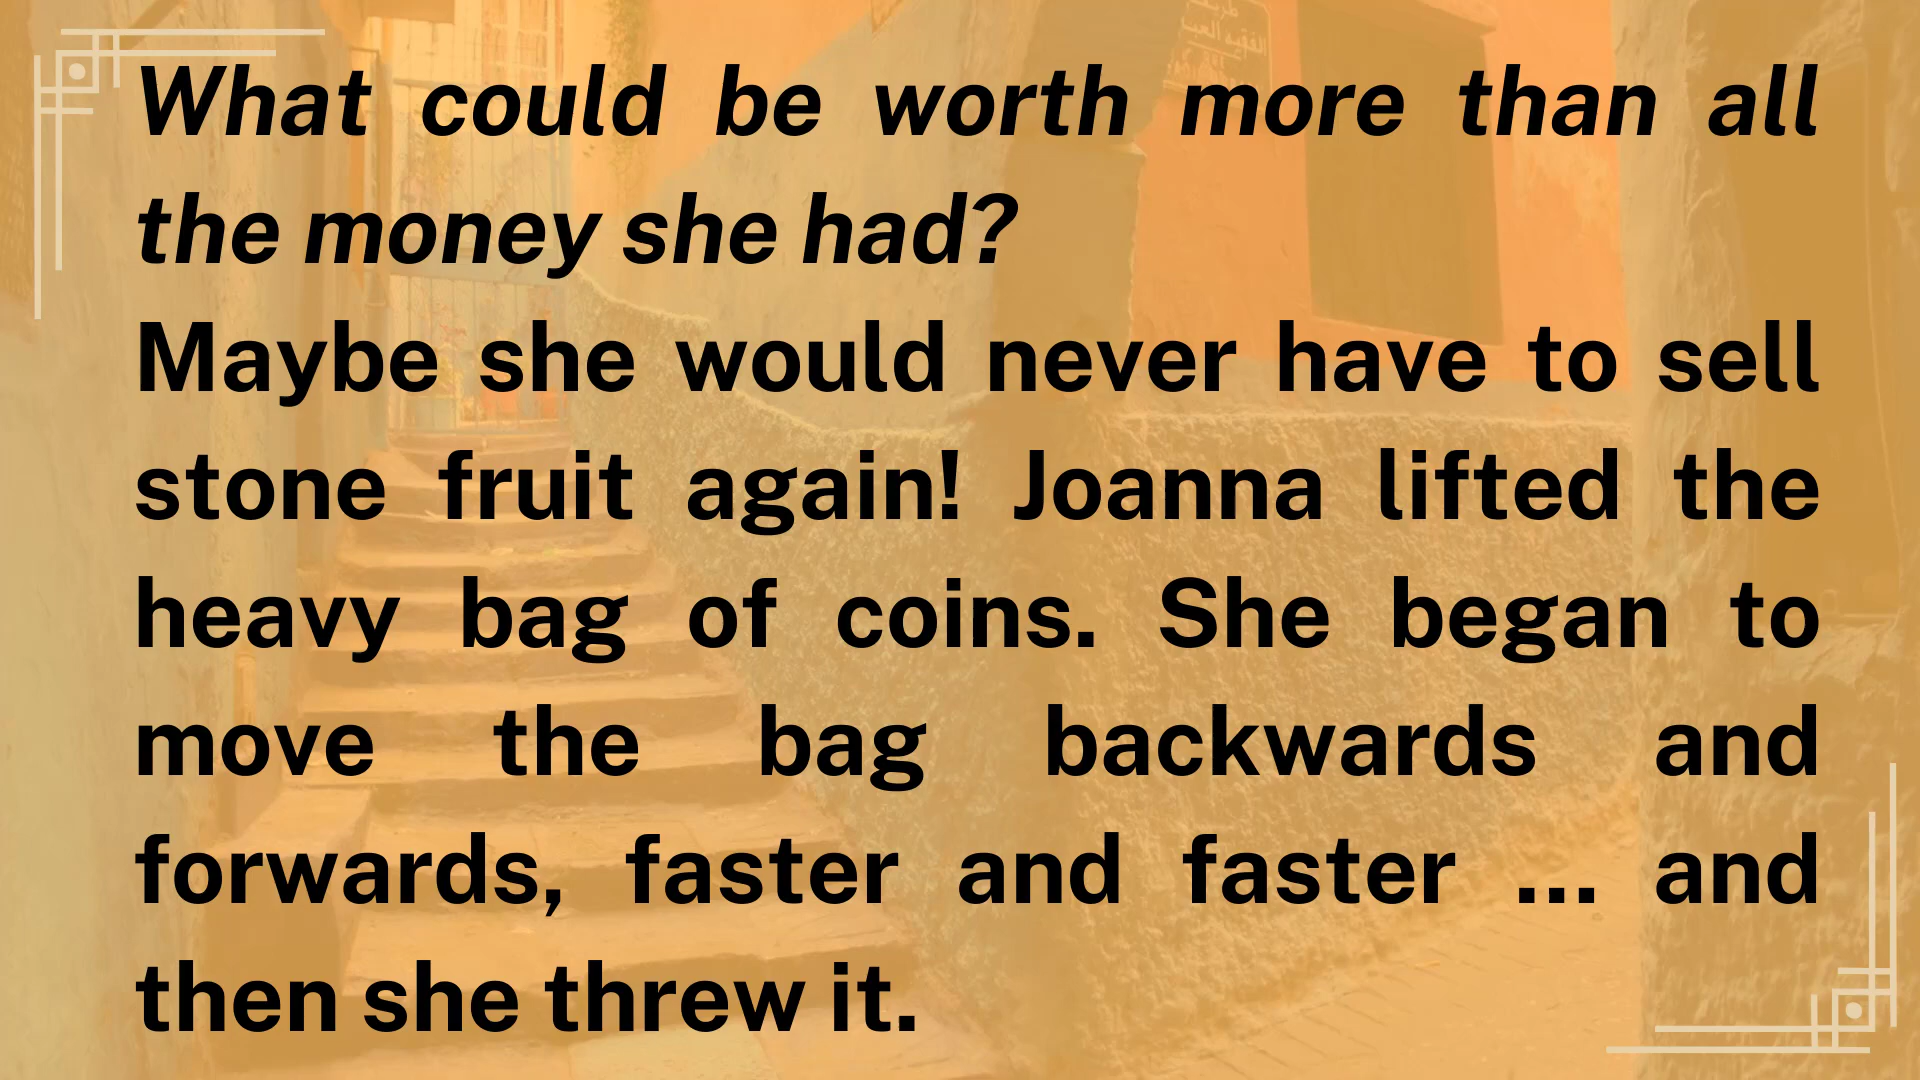 What could be worth more than all
the money she had?
Maybe she would never have to sell
stone fruit again! Joanna lifted the
heavy bag of coins. She began to
move the bag backwards and
forwards, faster and faster ... and
then she threw it.